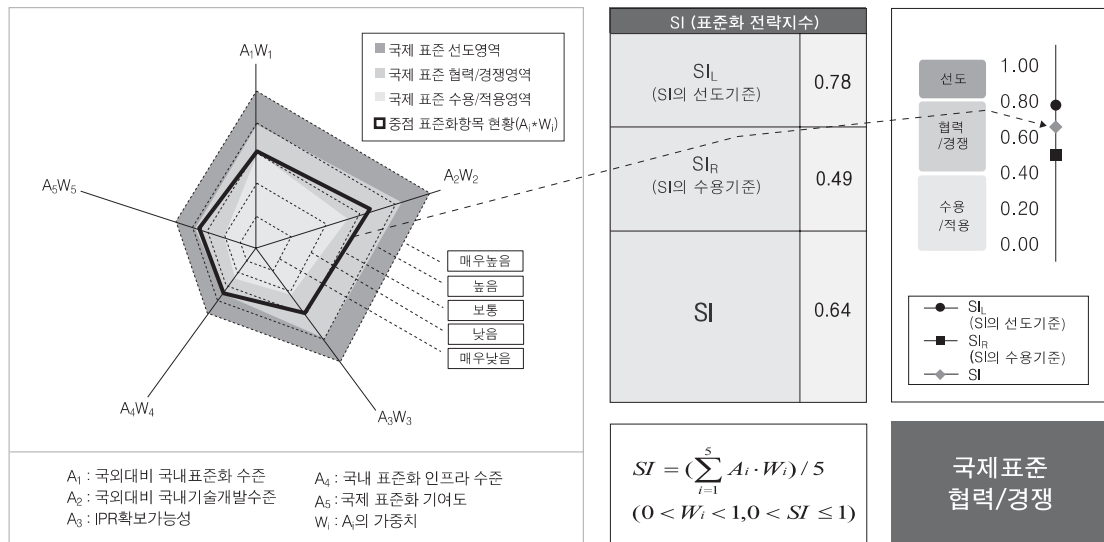 A₁W₁
국제 표준 선도영역
국제 표준 협력/경쟁영역
국제 표준 수용/적용영역
중점 표준화항목 현황(Aᵢ*Wᵢ)
A₂W₂
A₅W₅
매우높음
높음
보통
낮음
매우낮음
A₄W₄
A₃W₃
A₁ : 국외대비 국내표준화 수준
A₂ : 국외대비 국내기술개발수준
A₃ : IPR확보가능성
A₄ : 국내 표준화 인프라 수준
A₅ : 국제 표준화 기여도
Wᵢ : Aᵢ의 가중치
SI (표준화 전략지수)
SI_L
(SI의 선도기준)
0.78
SI_R
(SI의 수용기준)
0.49
SI
0.64
SI = (∑_{i=1}^{5} Aᵢ · Wᵢ) / 5
(0 < Wᵢ < 1,0 < SI ≤ 1)
선도
협력
/경쟁
수용
/적용
1.00
0.80
0.60
0.40
0.20
0.00
SI_L
(SI의 선도기준)
SI_R
(SI의 수용기준)
SI
국제표준
협력/경쟁